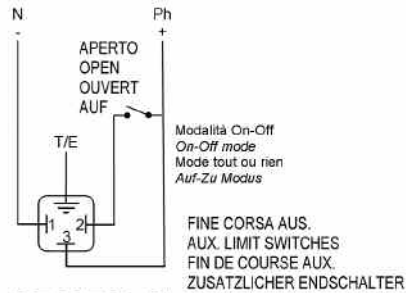 N
Ph
-
+
APERTO
OPEN
OUVERT
AUF
T/E
Modalità On-Off
On-Off mode
Mode tout ou rien
Auf-Zu Modus
1
2
3
FINE CORSA AUS.
AUX. LIMIT SWITCHES
FIN DE COURSE AUX.
ZUSATZLICHER ENDSCHALTER